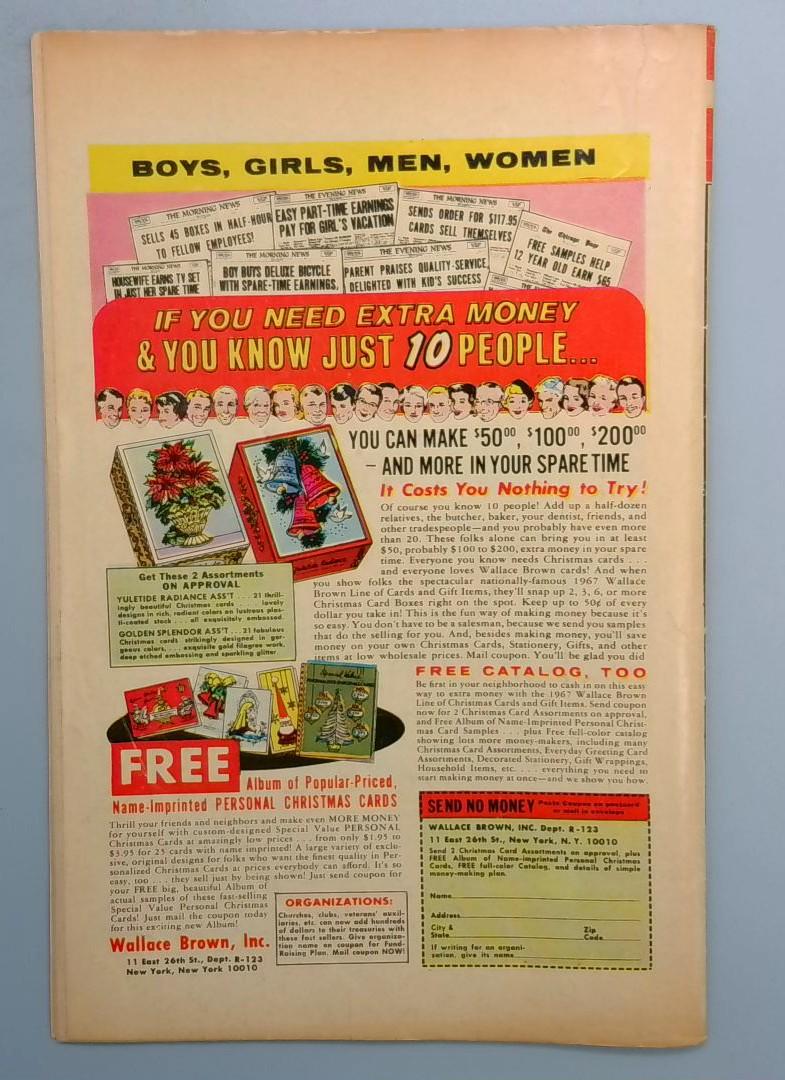 BOYS, GIRLS, MEN, WOMEN
THE MORNING NEWS
SELLS 45 BOXES IN HALF-HOUR
TO FELLOW EMPLOYEES!
THE EVENING NEWS
EASY PART-TIME EARNINGS
PAY FOR GIRL'S VACATION
THE MORNING NEWS
SENDS ORDER FOR $117.95
CARDS SELL THEMSELVES
The Chicago
FREE SAMPLES HELP
12 YEAR OLD EARN $65
THE MORNING NEWS
HOUSEWIFE EARNS TV SET
IN JUST HER SPARE TIME
THE MORNING NEWS
BOY BUYS DELUXE BICYCLE
WITH SPARE-TIME EARNINGS,
THE EVENING NEWS
PARENT PRAISES QUALITY-SERVICE,
DELIGHTED WITH KID'S SUCCESS
IF YOU NEED EXTRA MONEY
& YOU KNOW JUST 10 PEOPLE...
YOU CAN MAKE $5000, $10000, $20000
– AND MORE IN YOUR SPARE TIME
It Costs You Nothing to Try!
Of course you know 10 people! Add up a half-dozen
relatives, the butcher, baker, your dentist, friends, and
other tradespeople—and you probably have even more
than 20. These folks alone can bring you in at least
$50, probably $100 to $200, extra money in your spare
time. Everyone you know needs Christmas cards . . .
and everyone loves Wallace Brown cards! And when
you show folks the spectacular nationally-famous 1967 Wallace
Brown Line of Cards and Gift Items, they'll snap up 2, 3, 6, or more
Christmas Card Boxes right on the spot. Keep up to 50¢ of every
dollar you take in! This is the fun way of making money because it's
so easy. You don't have to be a salesman, because we send you samples
that do the selling for you. And, besides making money, you'll save
money on your own Christmas Cards, Stationery, Gifts, and other
items at low wholesale prices. Mail coupon. You'll be glad you did
Yuletide Radiance
Get These 2 Assortments
ON APPROVAL
YULETIDE RADIANCE ASS'T . . . 21 thrill-
ingly beautiful Christmas cards . . . lovely
designs in rich, radiant colors on lustrous plas-
ti-coated stock . . . all exquisitely embossed.
GOLDEN SPLENDOR ASS'T . . . 21 fabulous
Christmas cards strikingly designed in gor-
geous colors, . . . exquisite gold filagree work,
deep etched embossing and sparkling glitter
FREE CATALOG, TOO
Be first in your neighborhood to cash in on this easy
way to extra money with the 1967 Wallace Brown
Line of Christmas Cards and Gift Items. Send coupon
now for 2 Christmas Card Assortments on approval,
and Free Album of Name-Imprinted Personal Christ-
mas Card Samples . . . plus Free full-color catalog
showing lots more money-makers, including many
Christmas Card Assortments, Everyday Greeting Card
Assortments, Decorated Stationery, Gift Wrappings,
Household Items, etc. . . . everything you need to
start making money at once—and we show you how.
FREE
Album of Popular-Priced,
Name-Imprinted PERSONAL CHRISTMAS CARDS
Thrill your friends and neighbors and make even MORE MONEY
for yourself with custom-designed Special Value PERSONAL
Christmas Cards at amazingly low prices . . . from only $1.95 to
$3.95 for 25 cards with name imprinted! A large variety of exclu-
sive, original designs for folks who want the finest quality in Per-
sonalized Christmas Cards at prices everybody can afford. It's so
easy, too . . . they sell just by being shown! Just send coupon for
your FREE big, beautiful Album of
actual samples of these fast-selling
Special Value Personal Christmas
Cards! Just mail the coupon today
for this exciting new Album!
Wallace Brown, Inc.
11 East 26th St., Dept. R-123
New York, New York 10010
ORGANIZATIONS:
Churches, clubs, veterans' auxil-
iaries, etc. can now add hundreds
of dollars to their treasuries with
these fast sellers. Give organiza-
tion name on coupon for Fund-
Raising Plan. Mail coupon NOW!
SEND NO MONEY Paste Coupon on postcard
or mail in envelope
WALLACE BROWN, INC. Dept. R-123
11 East 26th St., New York, N. Y. 10010
Send 2 Christmas Card Assortments on approval, plus
FREE Album of Name-imprinted Personal Christmas
Cards, FREE full-color Catalog, and details of simple
money-making plan.
Name
Address
City &
State
Zip
Code
If writing for an organi-
zation, give its name